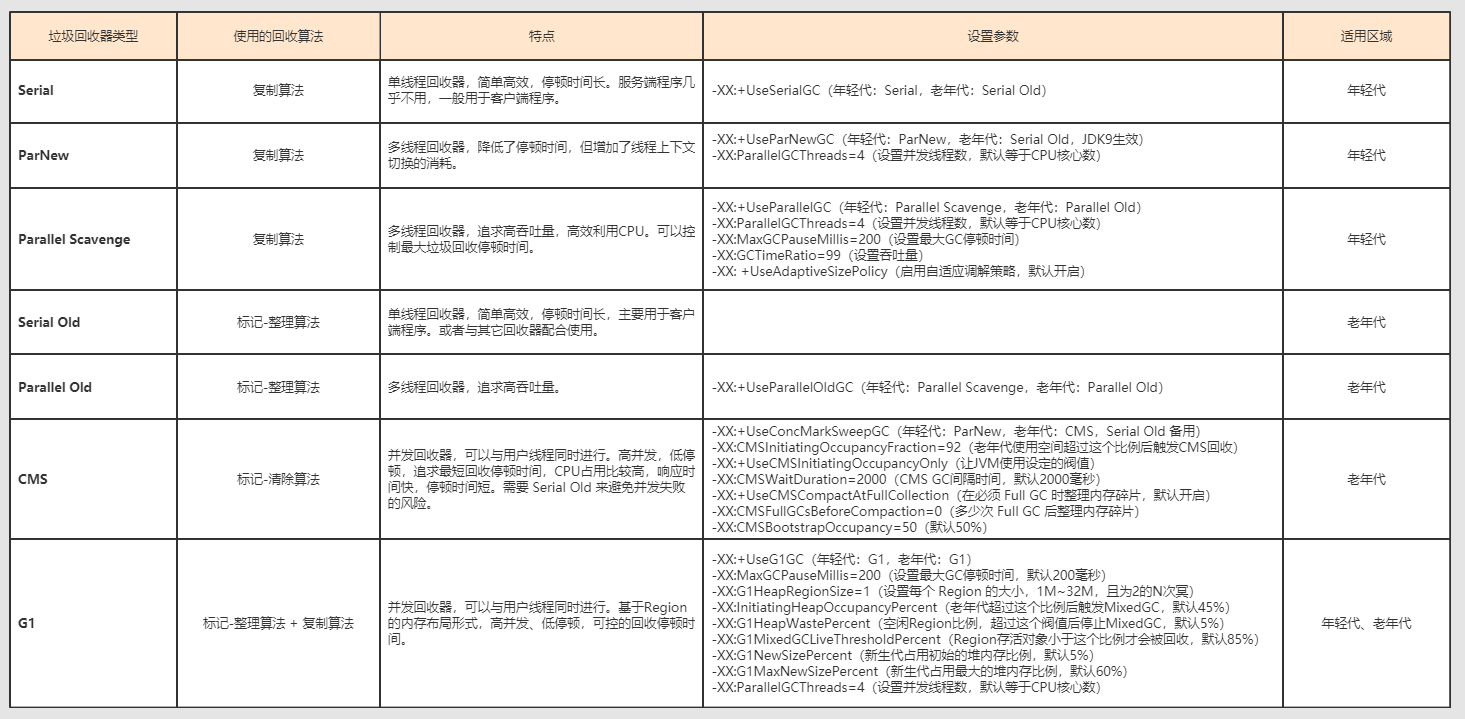 垃圾回收器类型
使用的回收算法
特点
设置参数
适用区域
Serial
复制算法
单线程回收器，简单高效，停顿时间长。服务端程序几
乎不用，一般用于客户端程序。
-XX:+UseSerialGC（年轻代：Serial，老年代：Serial Old）
年轻代
ParNew
复制算法
多线程回收器，降低了停顿时间，但增加了线程上下文
切换的消耗。
-XX:+UseParNewGC（年轻代：ParNew，老年代：Serial Old，JDK9生效）
-XX:ParallelGCThreads=4（设置并发线程数，默认等于CPU核心数）
年轻代
Parallel Scavenge
复制算法
多线程回收器，追求高吞吐量，高效利用CPU。可以控
制最大垃圾回收停顿时间。
-XX:+UseParallelGC（年轻代：Parallel Scavenge，老年代：Parallel Old）
-XX:ParallelGCThreads=4（设置并发线程数，默认等于CPU核心数）
-XX:MaxGCPauseMillis=200（设置最大GC停顿时间）
-XX:GCTimeRatio=99（设置吞吐量）
-XX: +UseAdaptiveSizePolicy（启用自适应调解策略，默认开启）
年轻代
Serial Old
标记-整理算法
单线程回收器，简单高效，停顿时间长，主要用于客户
端程序。或者与其它回收器配合使用。
老年代
Parallel Old
标记-整理算法
多线程回收器，追求高吞吐量。
-XX:+UseParallelOldGC（年轻代：Parallel Scavenge，老年代：Parallel Old）
老年代
CMS
标记-清除算法
并发回收器，可以与用户线程同时进行。高并发，低停
顿，追求最短回收停顿时间，CPU占用比较高，响应时
间快，停顿时间短。需要 Serial Old 来避免并发失败
的风险。
-XX:+UseConcMarkSweepGC（年轻代：ParNew，老年代：CMS，Serial Old 备用）
-XX:CMSInitiatingOccupancyFraction=92（老年代使用空间超过这个比例后触发CMS回收）
-XX:+UseCMSInitiatingOccupancyOnly（让JVM使用设定的阀值）
-XX:CMSWaitDuration=2000（CMS GC间隔时间，默认2000毫秒）
-XX:+UseCMSCompactAtFullCollection（在必须 Full GC 时整理内存碎片，默认开启）
-XX:CMSFullGCsBeforeCompaction=0（多少次 Full GC 后整理内存碎片）
-XX:CMSBootstrapOccupancy=50（默认50%）
老年代
G1
标记-整理算法 + 复制算法
并发回收器，可以与用户线程同时进行。基于Region
的内存布局形式，高并发、低停顿，可控的回收停顿时
间。
-XX:+UseG1GC（年轻代：G1，老年代：G1）
-XX:MaxGCPauseMillis=200（设置最大GC停顿时间，默认200毫秒）
-XX:G1HeapRegionSize=1（设置每个 Region 的大小，1M~32M，且为2的N次冥）
-XX:InitiatingHeapOccupancyPercent（老年代超过这个比例后触发MixedGC，默认45%）
-XX:G1HeapWastePercent（空闲Region比例，超过这个阀值后停止MixedGC，默认5%）
-XX:G1MixedGCLiveThresholdPercent（Region存活对象小于这个比例才会被回收，默认85%）
-XX:G1NewSizePercent（新生代占用初始的堆内存比例，默认5%）
-XX:G1MaxNewSizePercent（新生代占用最大的堆内存比例，默认60%）
-XX:ParallelGCThreads=4（设置并发线程数，默认等于CPU核心数）
年轻代、老年代